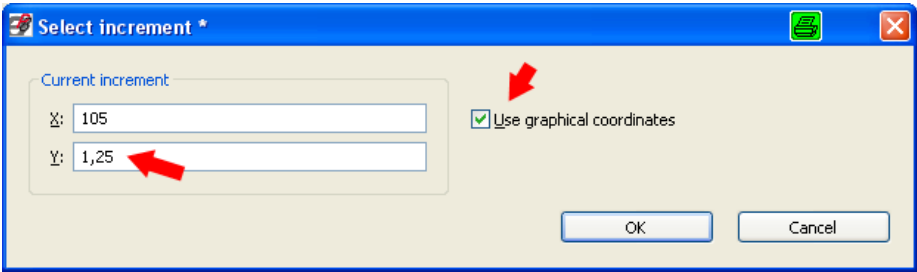 Select increment *
Current increment
X: 105
Use graphical coordinates
Y: 1,25
OK Cancel